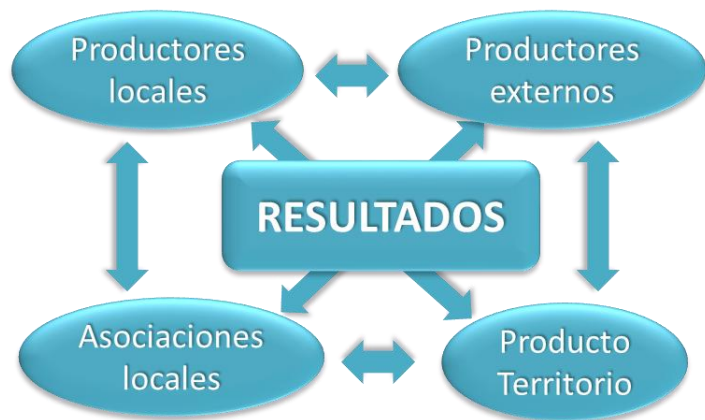 Productores
locales
Productores
externos
RESULTADOS
Asociaciones
locales
Producto
Territorio